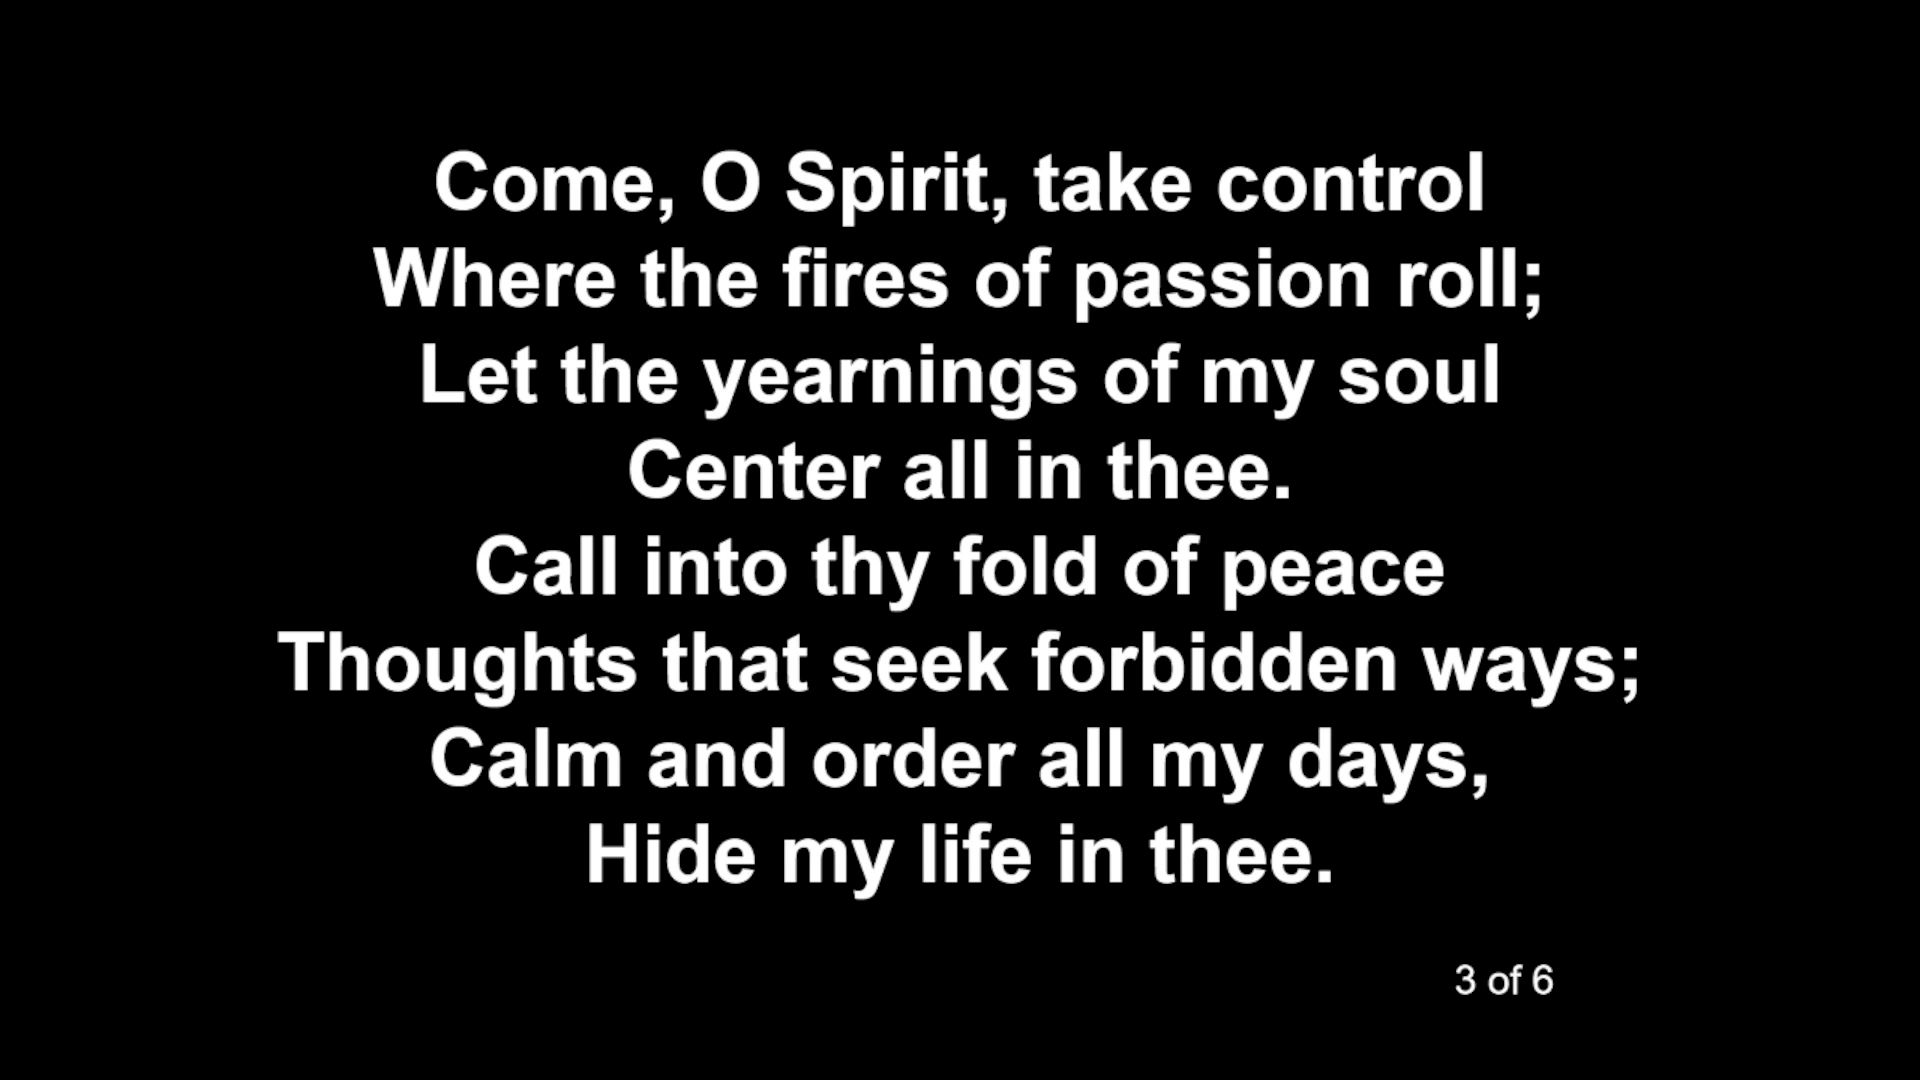 Come, O Spirit, take control
Where the fires of passion roll;
Let the yearnings of my soul
Center all in thee.
Call into thy fold of peace
Thoughts that seek forbidden ways;
Calm and order all my days,
Hide my life in thee.
3 of 6